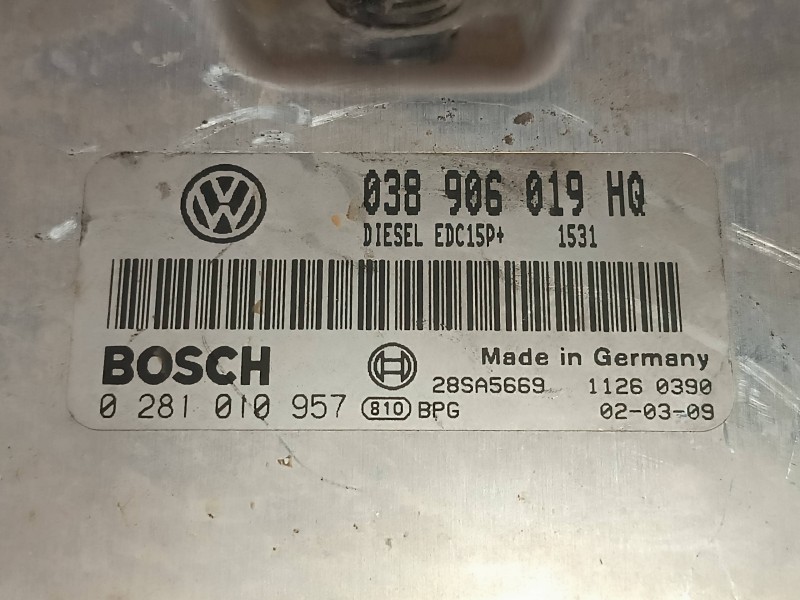 038 906 019 HQ
DIESEL EDC15P+ 1531
BOSCH
Made in Germany
28SA5669 1126 0390
0 281 010 957 810 BPG 02-03-09